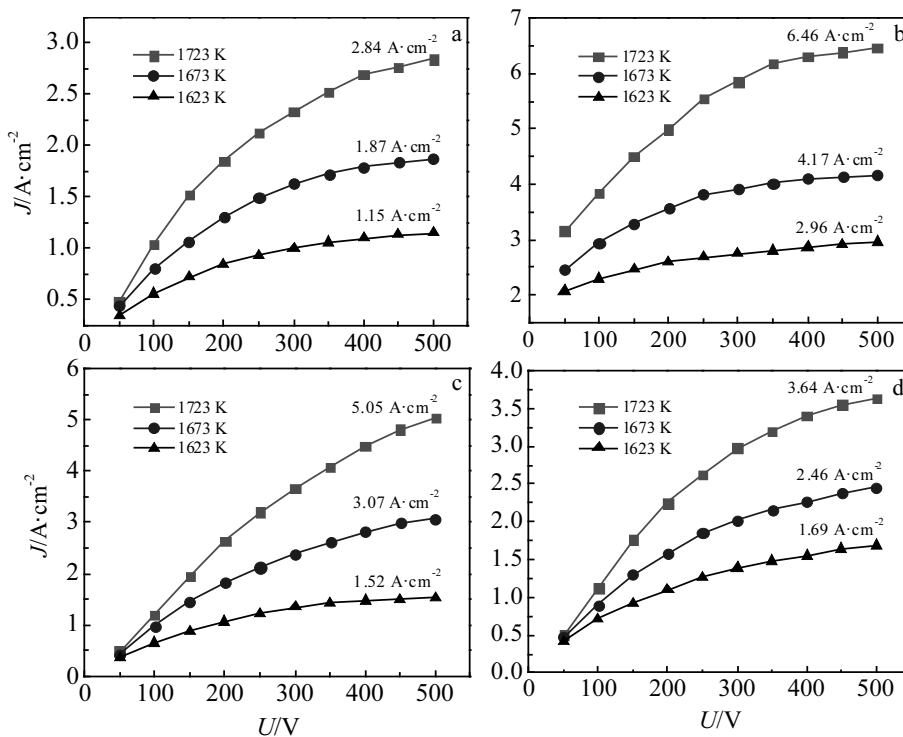 a
3.0
2.5
2.0
1.5
1.0
0.5
J/A·cm⁻²
1723 K
1673 K
1623 K
2.84 A·cm⁻²
1.87 A·cm⁻²
1.15 A·cm⁻²
0 100 200 300 400 500
b
7
6
5
4
3
2
1723 K
1673 K
1623 K
6.46 A·cm⁻²
4.17 A·cm⁻²
2.96 A·cm⁻²
0 100 200 300 400 500
c
6
5
4
3
2
1
0
J/A·cm⁻²
1723 K
1673 K
1623 K
5.05 A·cm⁻²
3.07 A·cm⁻²
1.52 A·cm⁻²
0 100 200 300 400 500
U/V
d
4.0
3.5
3.0
2.5
2.0
1.5
1.0
0.5
0.0
1723 K
1673 K
1623 K
3.64 A·cm⁻²
2.46 A·cm⁻²
1.69 A·cm⁻²
0 100 200 300 400 500
U/V